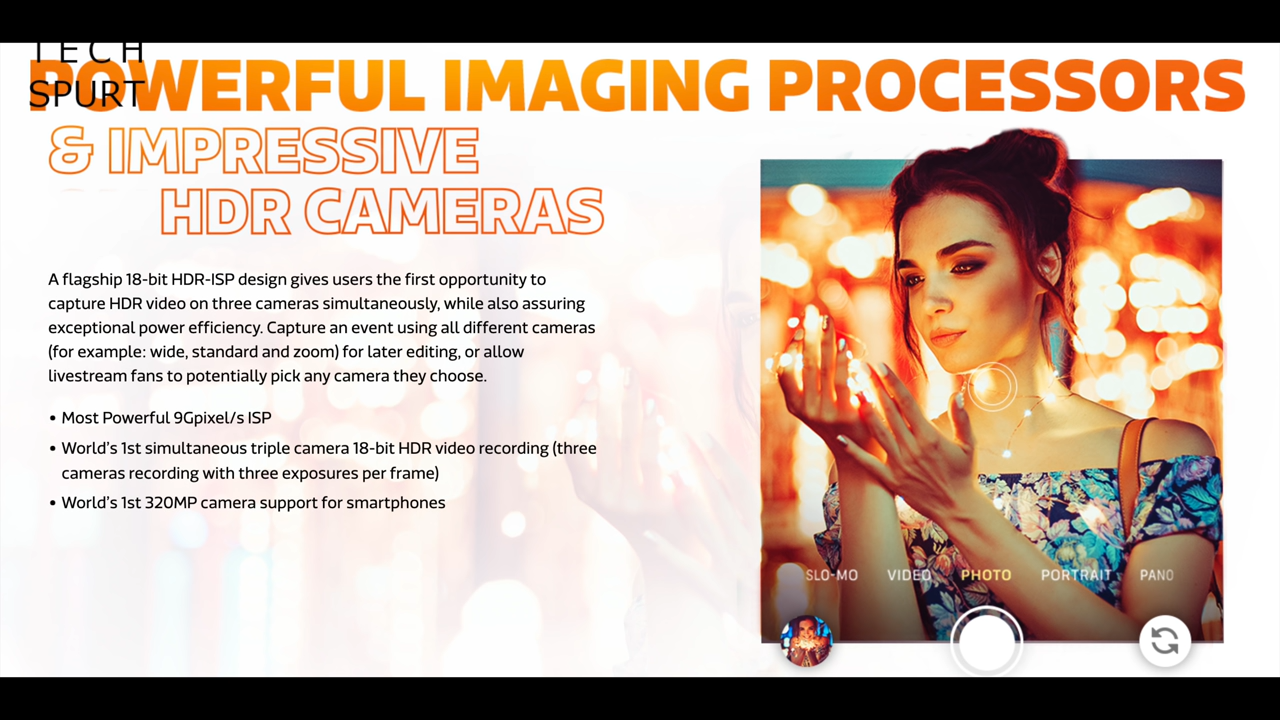 TECH
SPURT
POWERFUL IMAGING PROCESSORS
& IMPRESSIVE
HDR CAMERAS
A flagship 18-bit HDR-ISP design gives users the first opportunity to
capture HDR video on three cameras simultaneously, while also assuring
exceptional power efficiency. Capture an event using all different cameras
(for example: wide, standard and zoom) for later editing, or allow
livestream fans to potentially pick any camera they choose.
• Most Powerful 9Gpixel/s ISP
• World's 1st simultaneous triple camera 18-bit HDR video recording (three
cameras recording with three exposures per frame)
• World's 1st 320MP camera support for smartphones
SLO-MO VIDEO PHOTO PORTRAIT PANO